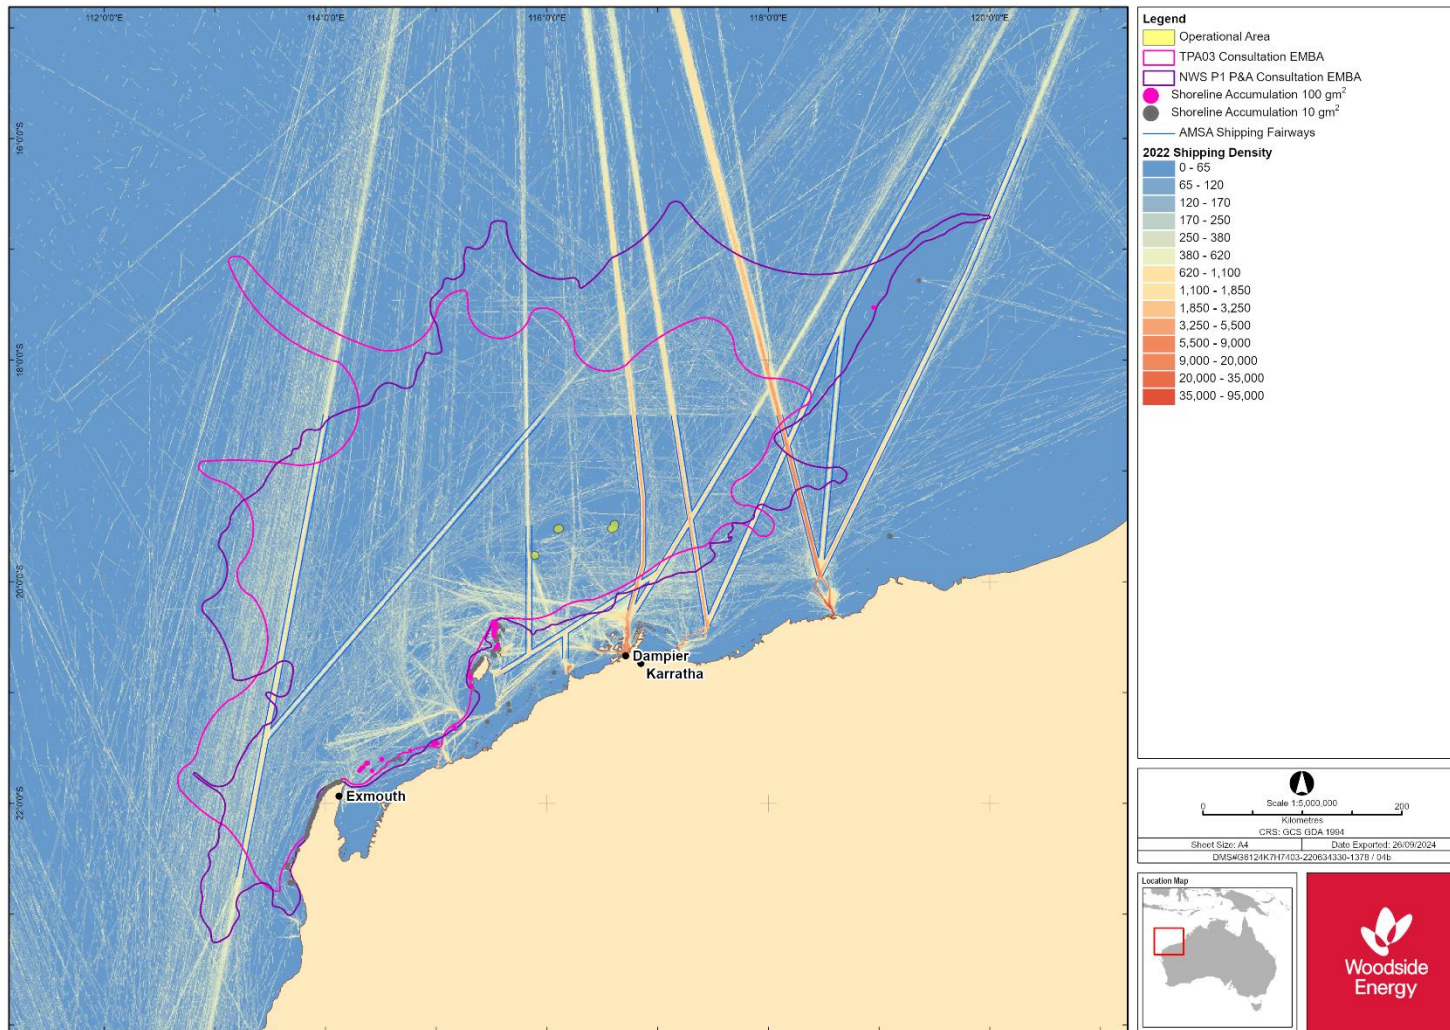 112°0'0"E
114°0'0"E
116°0'0"E
118°0'0"E
120°0'0"E
16°0'0"S
18°0'0"S
20°0'0"S
22°0'0"S
Dampier
Karratha
Exmouth
Legend
Operational Area
TPA03 Consultation EMBA
NWS P1 P&A Consultation EMBA
Shoreline Accumulation 100 gm²
Shoreline Accumulation 10 gm²
AMSA Shipping Fairways
2022 Shipping Density
0 - 65
65 - 120
120 - 170
170 - 250
250 - 380
380 - 620
620 - 1,100
1,100 - 1,850
1,850 - 3,250
3,250 - 5,500
5,500 - 9,000
9,000 - 20,000
20,000 - 35,000
35,000 - 95,000
Scale 1:5,000,000
0 200
Kilometres
CRS: GCS GDA 1994
Sheet Size: A4 Date Exported: 26/09/2024
DMS#G6124K7H7403-220634330-1378 / 04b
Location Map
Woodside
Energy